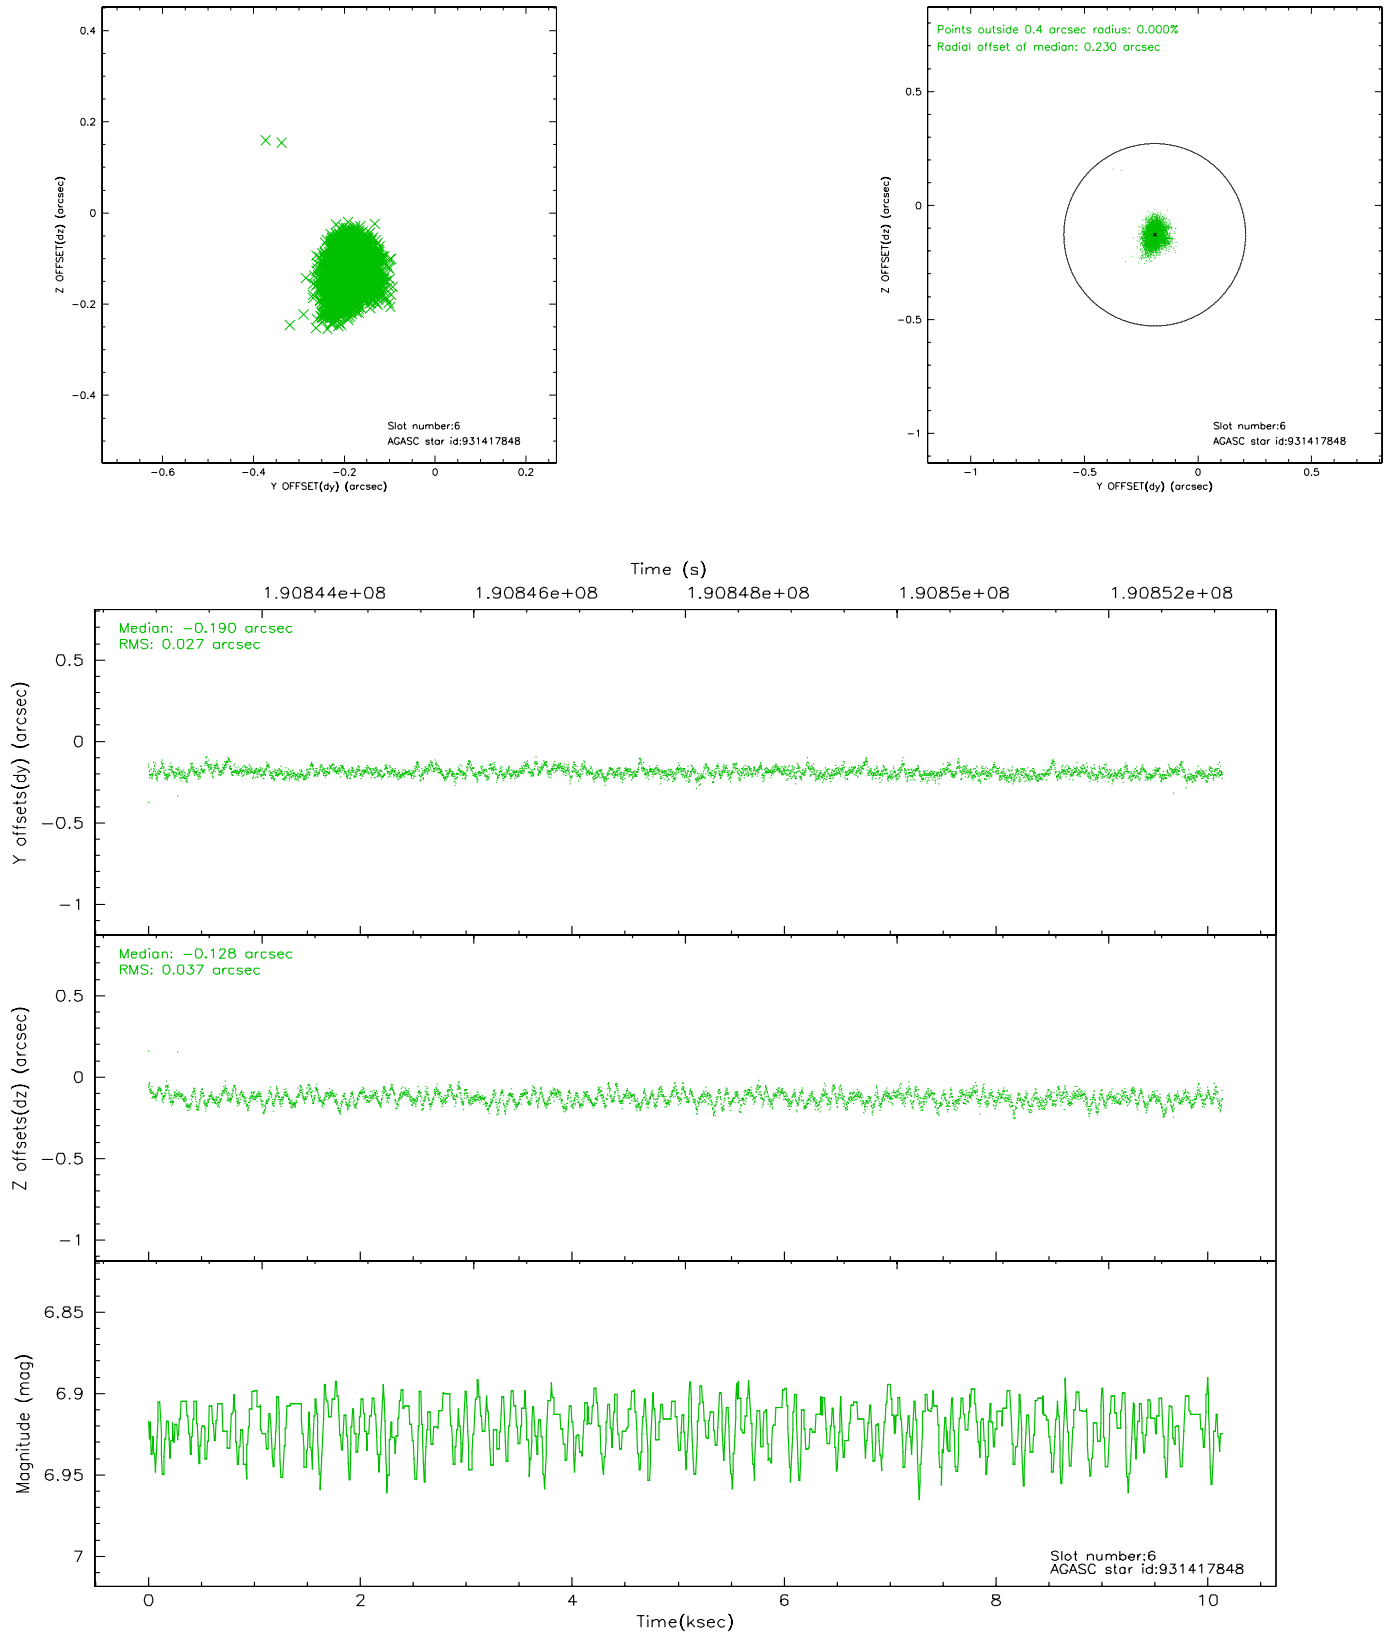 0.4
0.2
0
−0.2
−0.4
Z OFFSET(dz) (arcsec)
Slot number:6
AGASC star id:931417848
−0.6 −0.4 −0.2 0 0.2
Y OFFSET(dy) (arcsec)
Points outside 0.4 arcsec radius: 0.000%
Radial offset of median: 0.230 arcsec
0.5
0
−0.5
−1
Z OFFSET(dz) (arcsec)
Slot number:6
AGASC star id:931417848
−1 −0.5 0 0.5
Y OFFSET(dy) (arcsec)
Time (s)
1.90844e+08 1.90846e+08 1.90848e+08 1.9085e+08 1.90852e+08
Median: −0.190 arcsec
RMS: 0.027 arcsec
0.5
0
−0.5
−1
Y offsets(dy) (arcsec)
Median: −0.128 arcsec
RMS: 0.037 arcsec
0.5
0
−0.5
−1
Z offsets(dz) (arcsec)
6.85
6.9
6.95
7
Magnitude (mag)
Slot number:6
AGASC star id:931417848
0 2 4 6 8 10
Time(ksec)